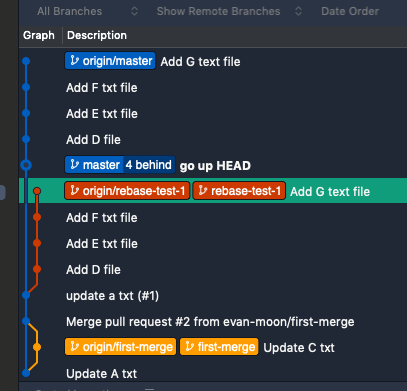 All Branches Show Remote Branches Date Order
Graph Description
origin/master Add G text file
Add F txt file
Add E txt file
Add D file
master 4 behind go up HEAD
origin/rebase-test-1 rebase-test-1 Add G text file
Add F txt file
Add E txt file
Add D file
update a txt (#1)
Merge pull request #2 from evan-moon/first-merge
origin/first-merge first-merge Update C txt
Update A txt